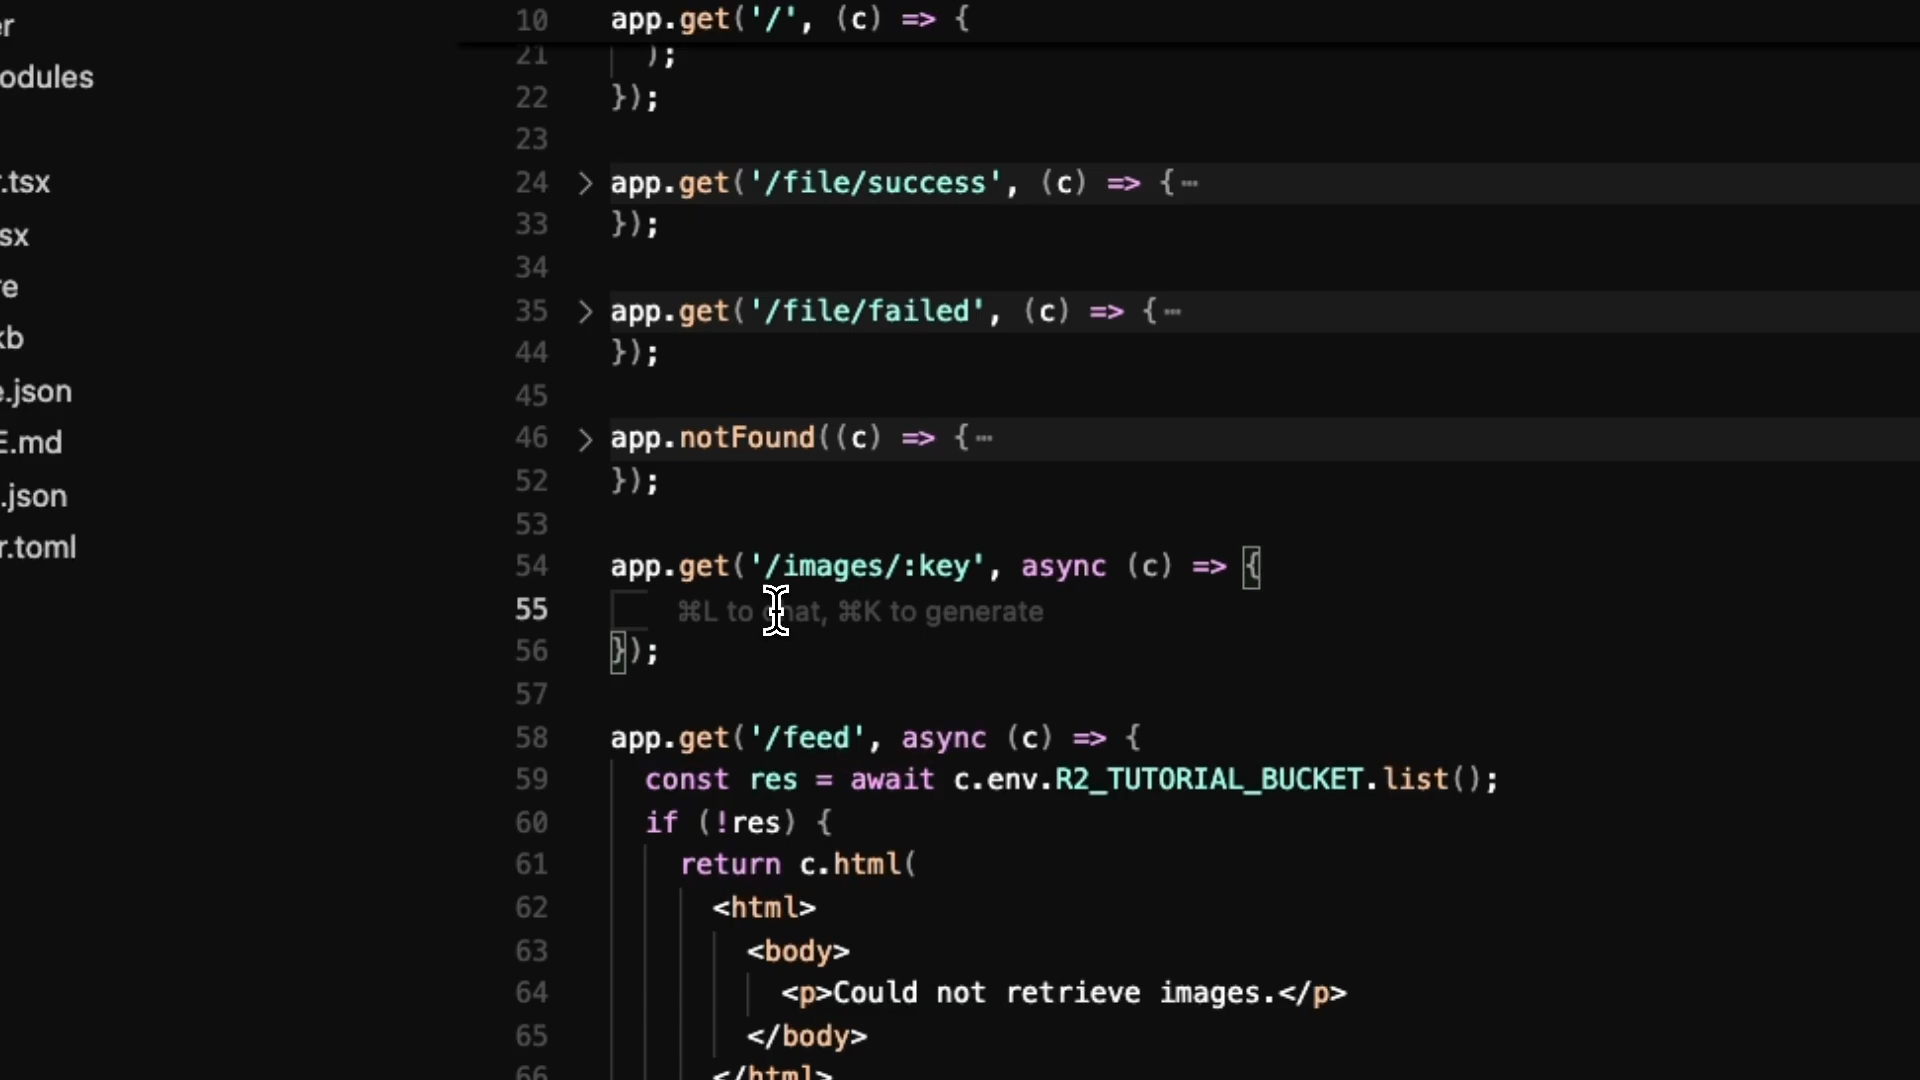 er
odules
r.tsx
sx
re
kb
e.json
E.md
.json
r.toml
10 app.get('/', (c) => {
21 );
22 });
23
24 > app.get('/file/success', (c) => {⋯
33 });
34
35 > app.get('/file/failed', (c) => {⋯
44 });
45
46 > app.notFound((c) => {⋯
52 });
53
54 app.get('/images/:key', async (c) => {
55 ⌘L to chat, ⌘K to generate
56 });
57
58 app.get('/feed', async (c) => {
59 const res = await c.env.R2_TUTORIAL_BUCKET.list();
60 if (!res) {
61 return c.html(
62 <html>
63 <body>
64 <p>Could not retrieve images.</p>
65 </body>
66 </html>